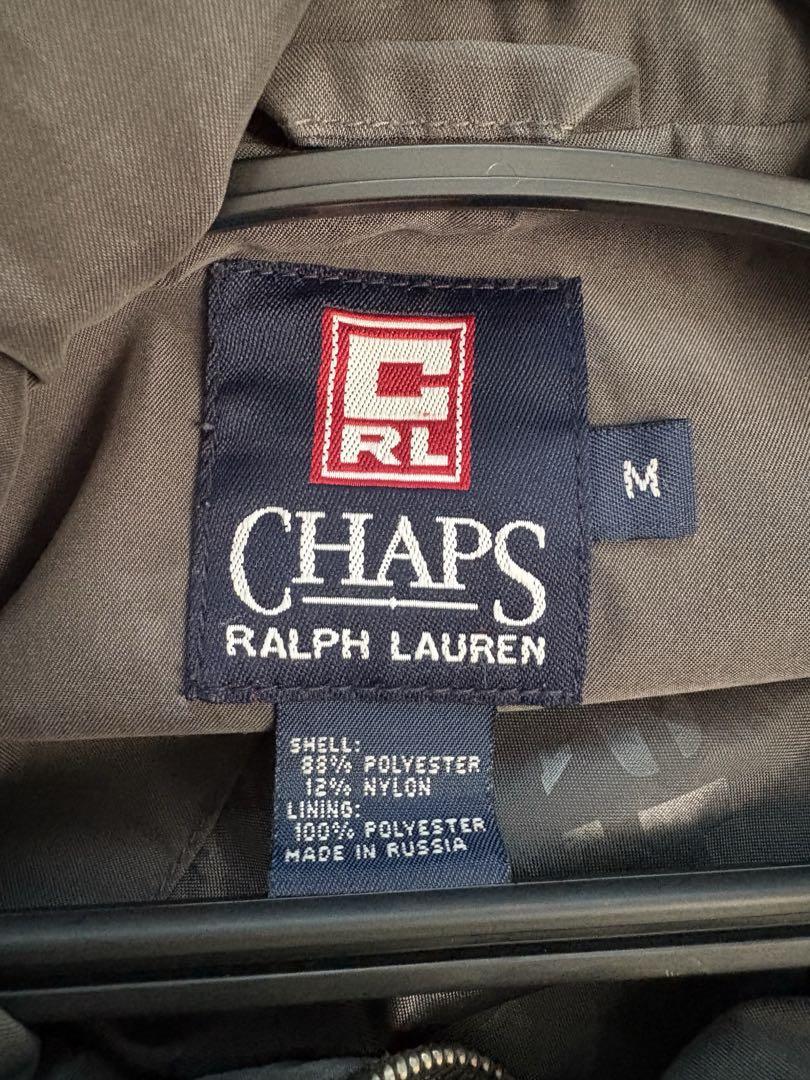 C
RL
CHAPS
RALPH LAUREN
M
SHELL:
88% POLYESTER
12% NYLON
LINING:
100% POLYESTER
MADE IN RUSSIA